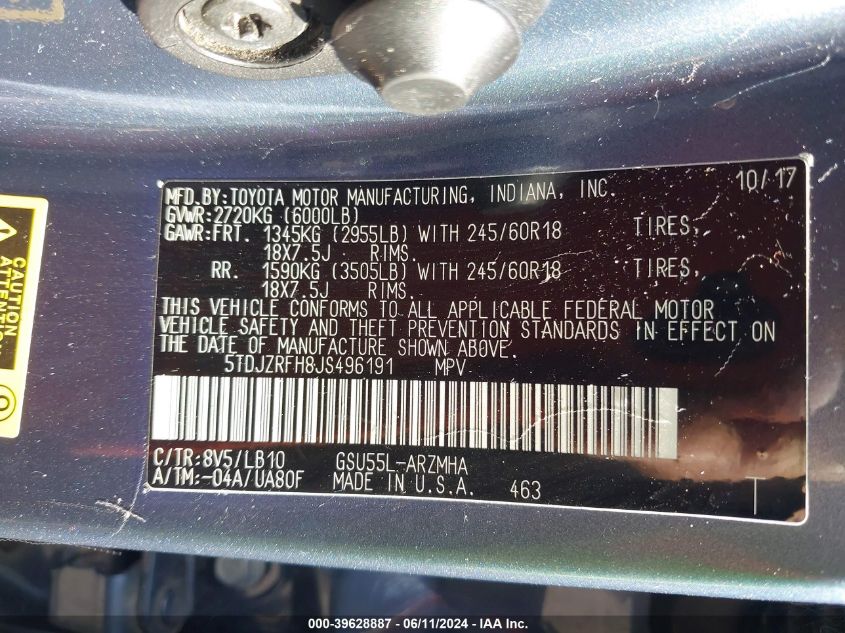 MFD.BY:TOYOTA MOTOR MANUFACTURING, INDIANA, INC. 10/17
GVWR:2720KG (6000LB)
GAWR:FRT. 1345KG (2955LB) WITH 245/60R18 TIRES,
18X7.5J RIMS.
RR. 1590KG (3505LB) WITH 245/60R18 TIRES,
18X7.5J RIMS.
THIS VEHICLE CONFORMS TO ALL APPLICABLE FEDERAL MOTOR
VEHICLE SAFETY AND THEFT PREVENTION STANDARDS IN EFFECT ON
THE DATE OF MANUFACTURE SHOWN ABOVE.
5TDJZRFH8JS496191 MPV
C/TR:8V5/LB10 GSU55L-ARZMHA
A/TM:-04A/UA80F MADE IN U.S.A. 463
T
CAUTION
ATTENTION
000-39628887 - 06/11/2024 - IAA Inc.